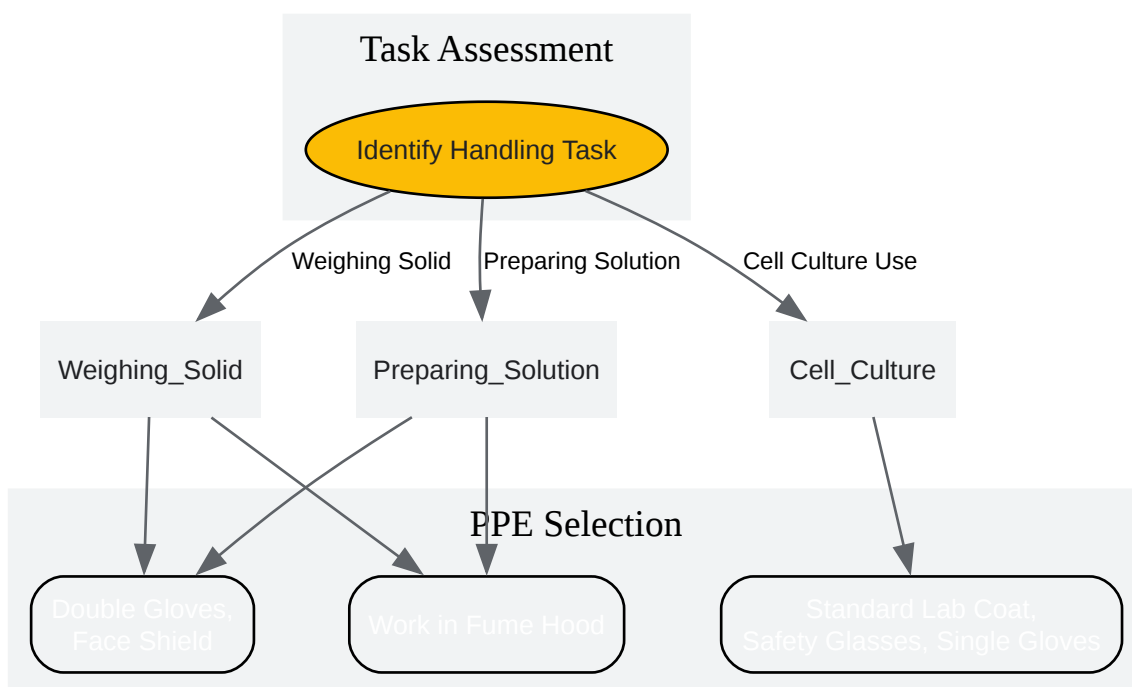 Task Assessment
Identify Handling Task
Weighing Solid
Preparing Solution
Cell Culture Use
Weighing_Solid
Preparing_Solution
Cell_Culture
PPE Selection
Double Gloves,
Face Shield
Work in Fume Hood
Standard Lab Coat,
Safety Glasses, Single Gloves